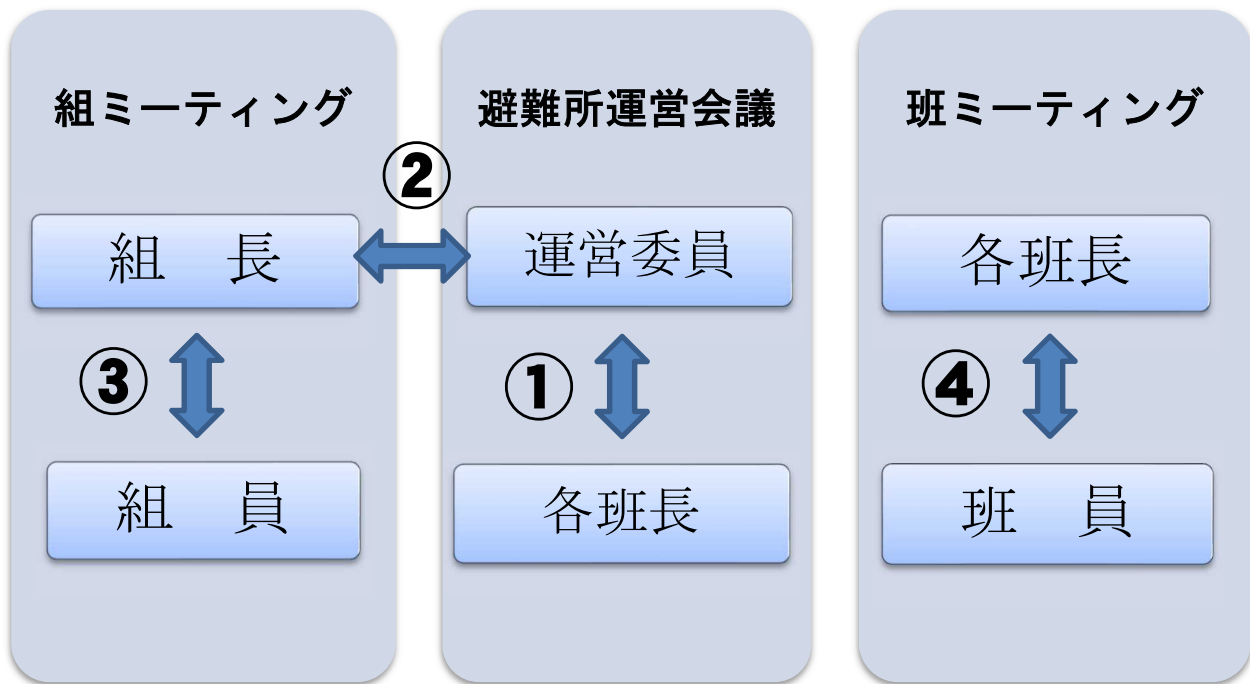 組ミーティング
避難所運営会議
班ミーティング
②
組　長
運営委員
各班長
③
①
④
組　員
各班長
班　員